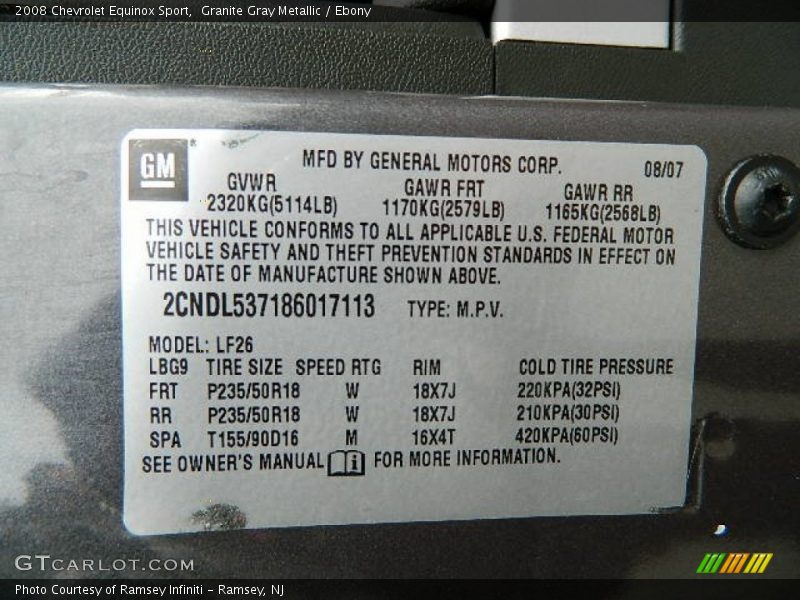 2008 Chevrolet Equinox Sport,  Granite Gray Metallic / Ebony
GM
MFD BY GENERAL MOTORS CORP. 08/07
GVWR GAWR FRT GAWR RR
2320KG(5114LB) 1170KG(2579LB) 1165KG(2568LB)
THIS VEHICLE CONFORMS TO ALL APPLICABLE U.S. FEDERAL MOTOR
VEHICLE SAFETY AND THEFT PREVENTION STANDARDS IN EFFECT ON
THE DATE OF MANUFACTURE SHOWN ABOVE.
2CNDL537186017113 TYPE: M.P.V.
MODEL: LF26
LBG9 TIRE SIZE SPEED RTG RIM COLD TIRE PRESSURE
FRT P235/50R18 W 18X7J 220KPA(32PSI)
RR P235/50R18 W 18X7J 210KPA(30PSI)
SPA T155/90D16 M 16X4T 420KPA(60PSI)
SEE OWNER'S MANUAL i FOR MORE INFORMATION.
GTCARLOT.COM
Photo Courtesy of Ramsey Infiniti - Ramsey, NJ